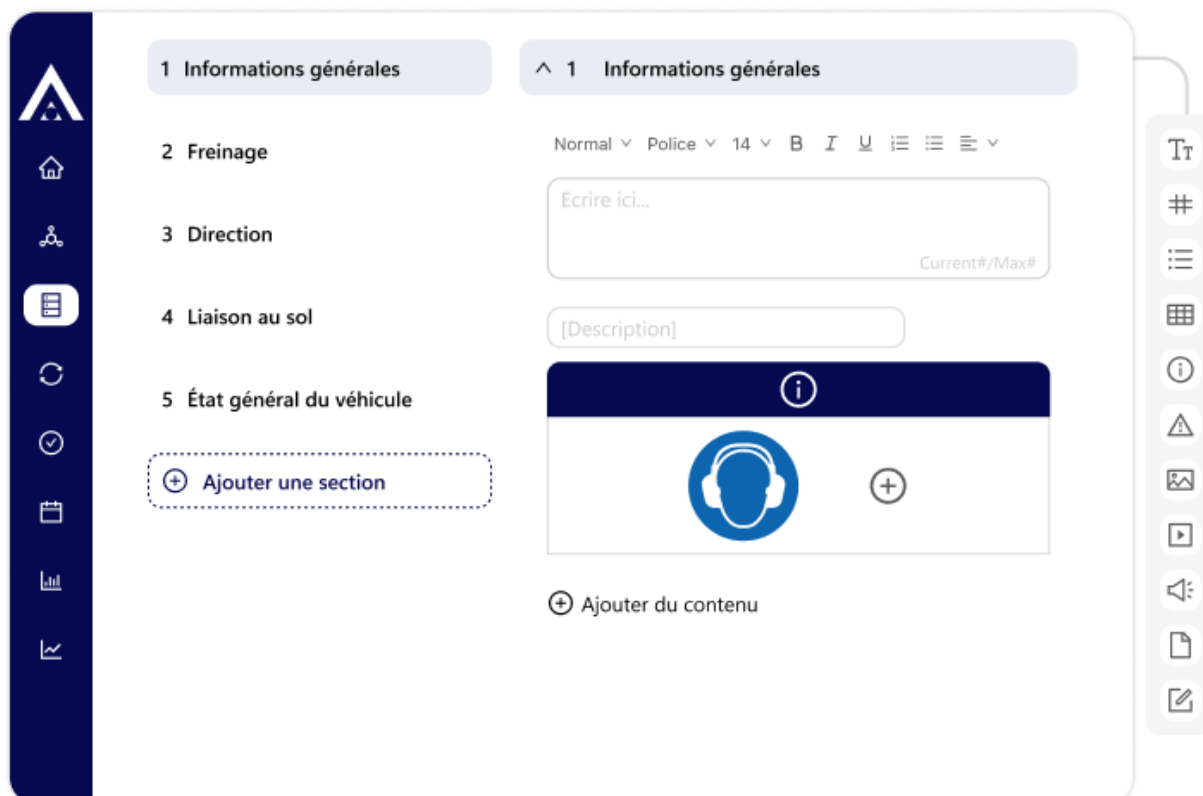 1 Informations générales
2 Freinage
3 Direction
4 Liaison au sol
5 État général du véhicule
Ajouter une section
1 Informations générales
Normal Police 14 B I U
Ecrire ici...
Current#/Max#
[Description]
Ajouter du contenu
TT